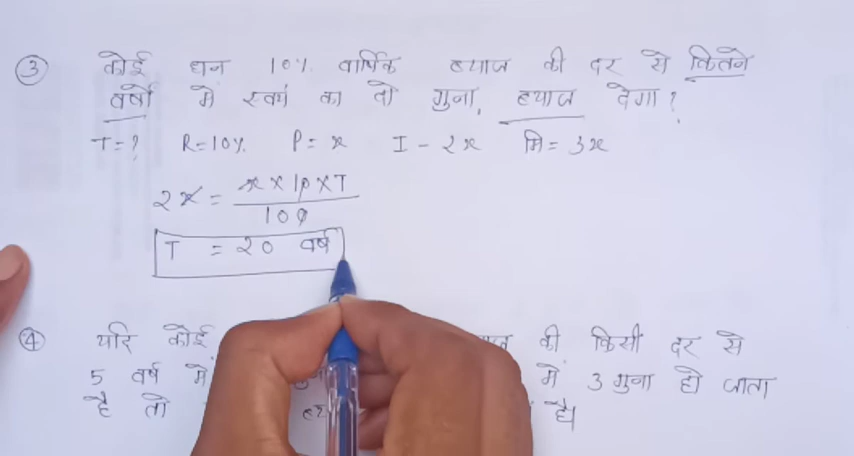 ③ कोई धन 10% वार्षिक ब्याज की दर से कितने
वर्षो मे स्वयं का दो गुना, ब्याज देगा?
T=? R=10% P= x I - 2x मि= 3x
2x = x x 10 x T
100
T = 20 वर्ष
④ यदि कोई की किसी दर से
5 वर्ष में में 3 गुना हो जाता
है तो है।